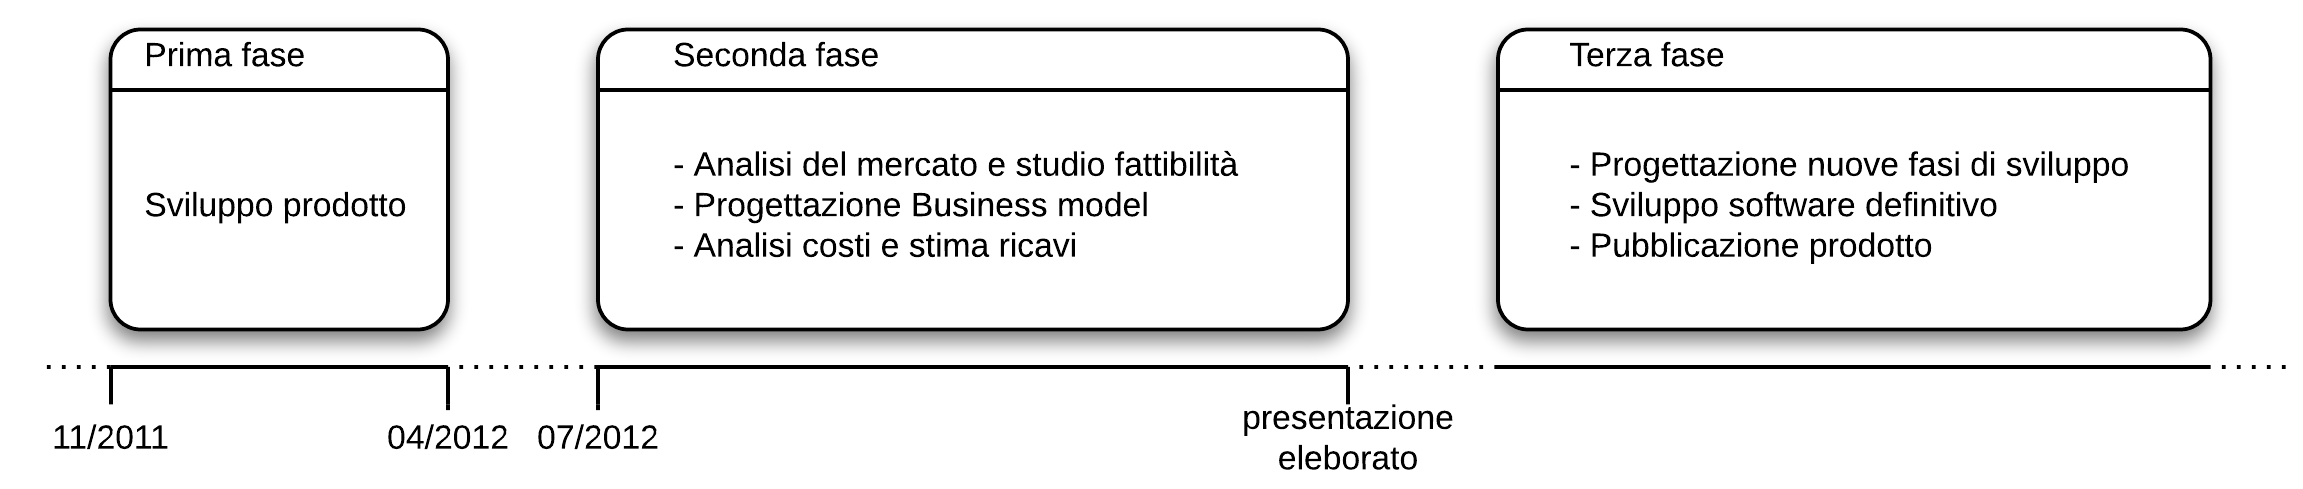 Prima fase
Sviluppo prodotto
Seconda fase
- Analisi del mercato e studio fattibilità
- Progettazione Business model
- Analisi costi e stima ricavi
Terza fase
- Progettazione nuove fasi di sviluppo
- Sviluppo software definitivo
- Pubblicazione prodotto
11/2011
04/2012
07/2012
presentazione
eleborato